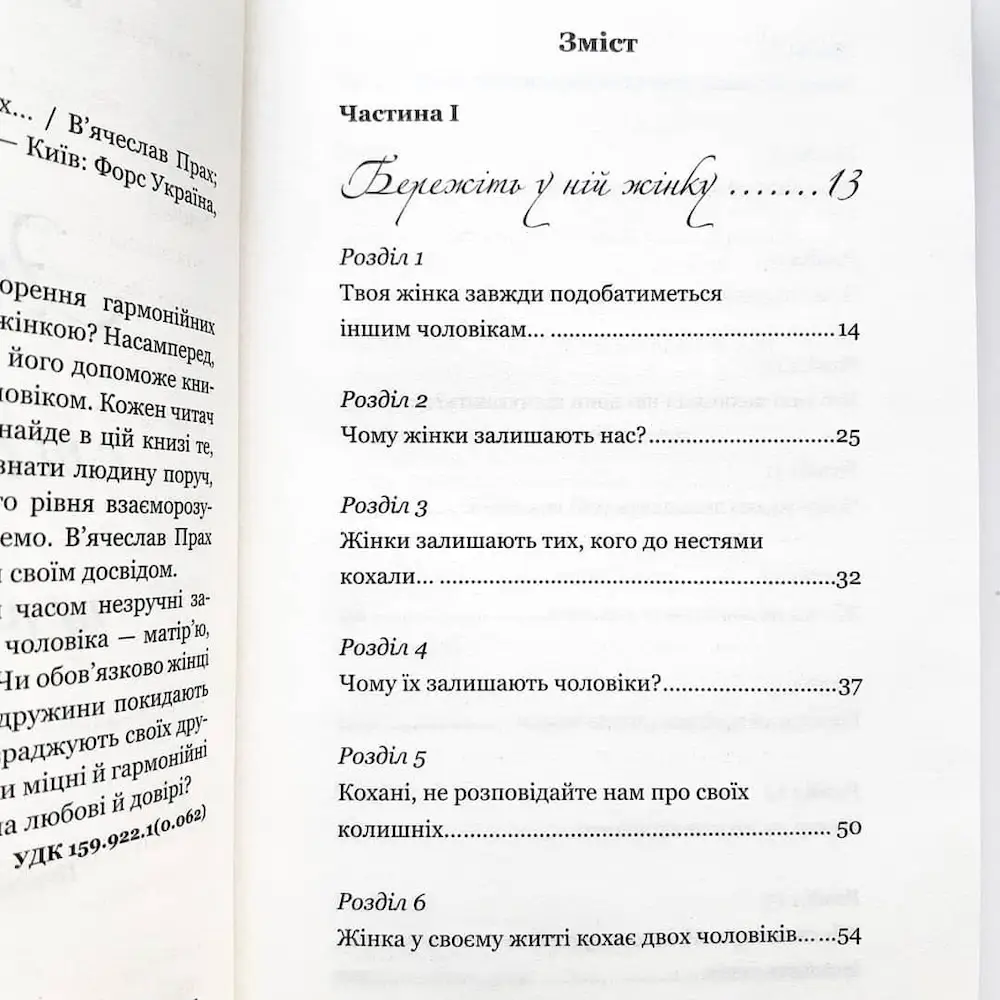 х... / В'ячеслав Прах;
— Київ: Форс Україна,
орення гармонійних
жінкою? Насамперед,
його допоможе кни-
ловіком. Кожен читач
найде в цій книзі те,
знати людину поруч,
го рівня взаєморозу-
емо. В'ячеслав Прах
своїм досвідом.
часом незручні за-
чоловіка — матір'ю,
Чи обов'язково жінці
дружини покидають
раджують своїх дру-
и міцні й гармонійні
на любові й довірі?
УДК 159.922.1(0.062)
Зміст
Частина I
Бережіть у ній жінку .......13
Розділ 1
Твоя жінка завжди подобатиметься
іншим чоловікам... ..........................................14
Розділ 2
Чому жінки залишають нас?...............................25
Розділ 3
Жінки залишають тих, кого до нестями
кохали... ..........................................................32
Розділ 4
Чому їх залишають чоловіки?..........................37
Розділ 5
Кохані, не розповідайте нам про своїх
колишніх......................................................... 50
Розділ 6
Жінка у своєму житті кохає двох чоловіків......54